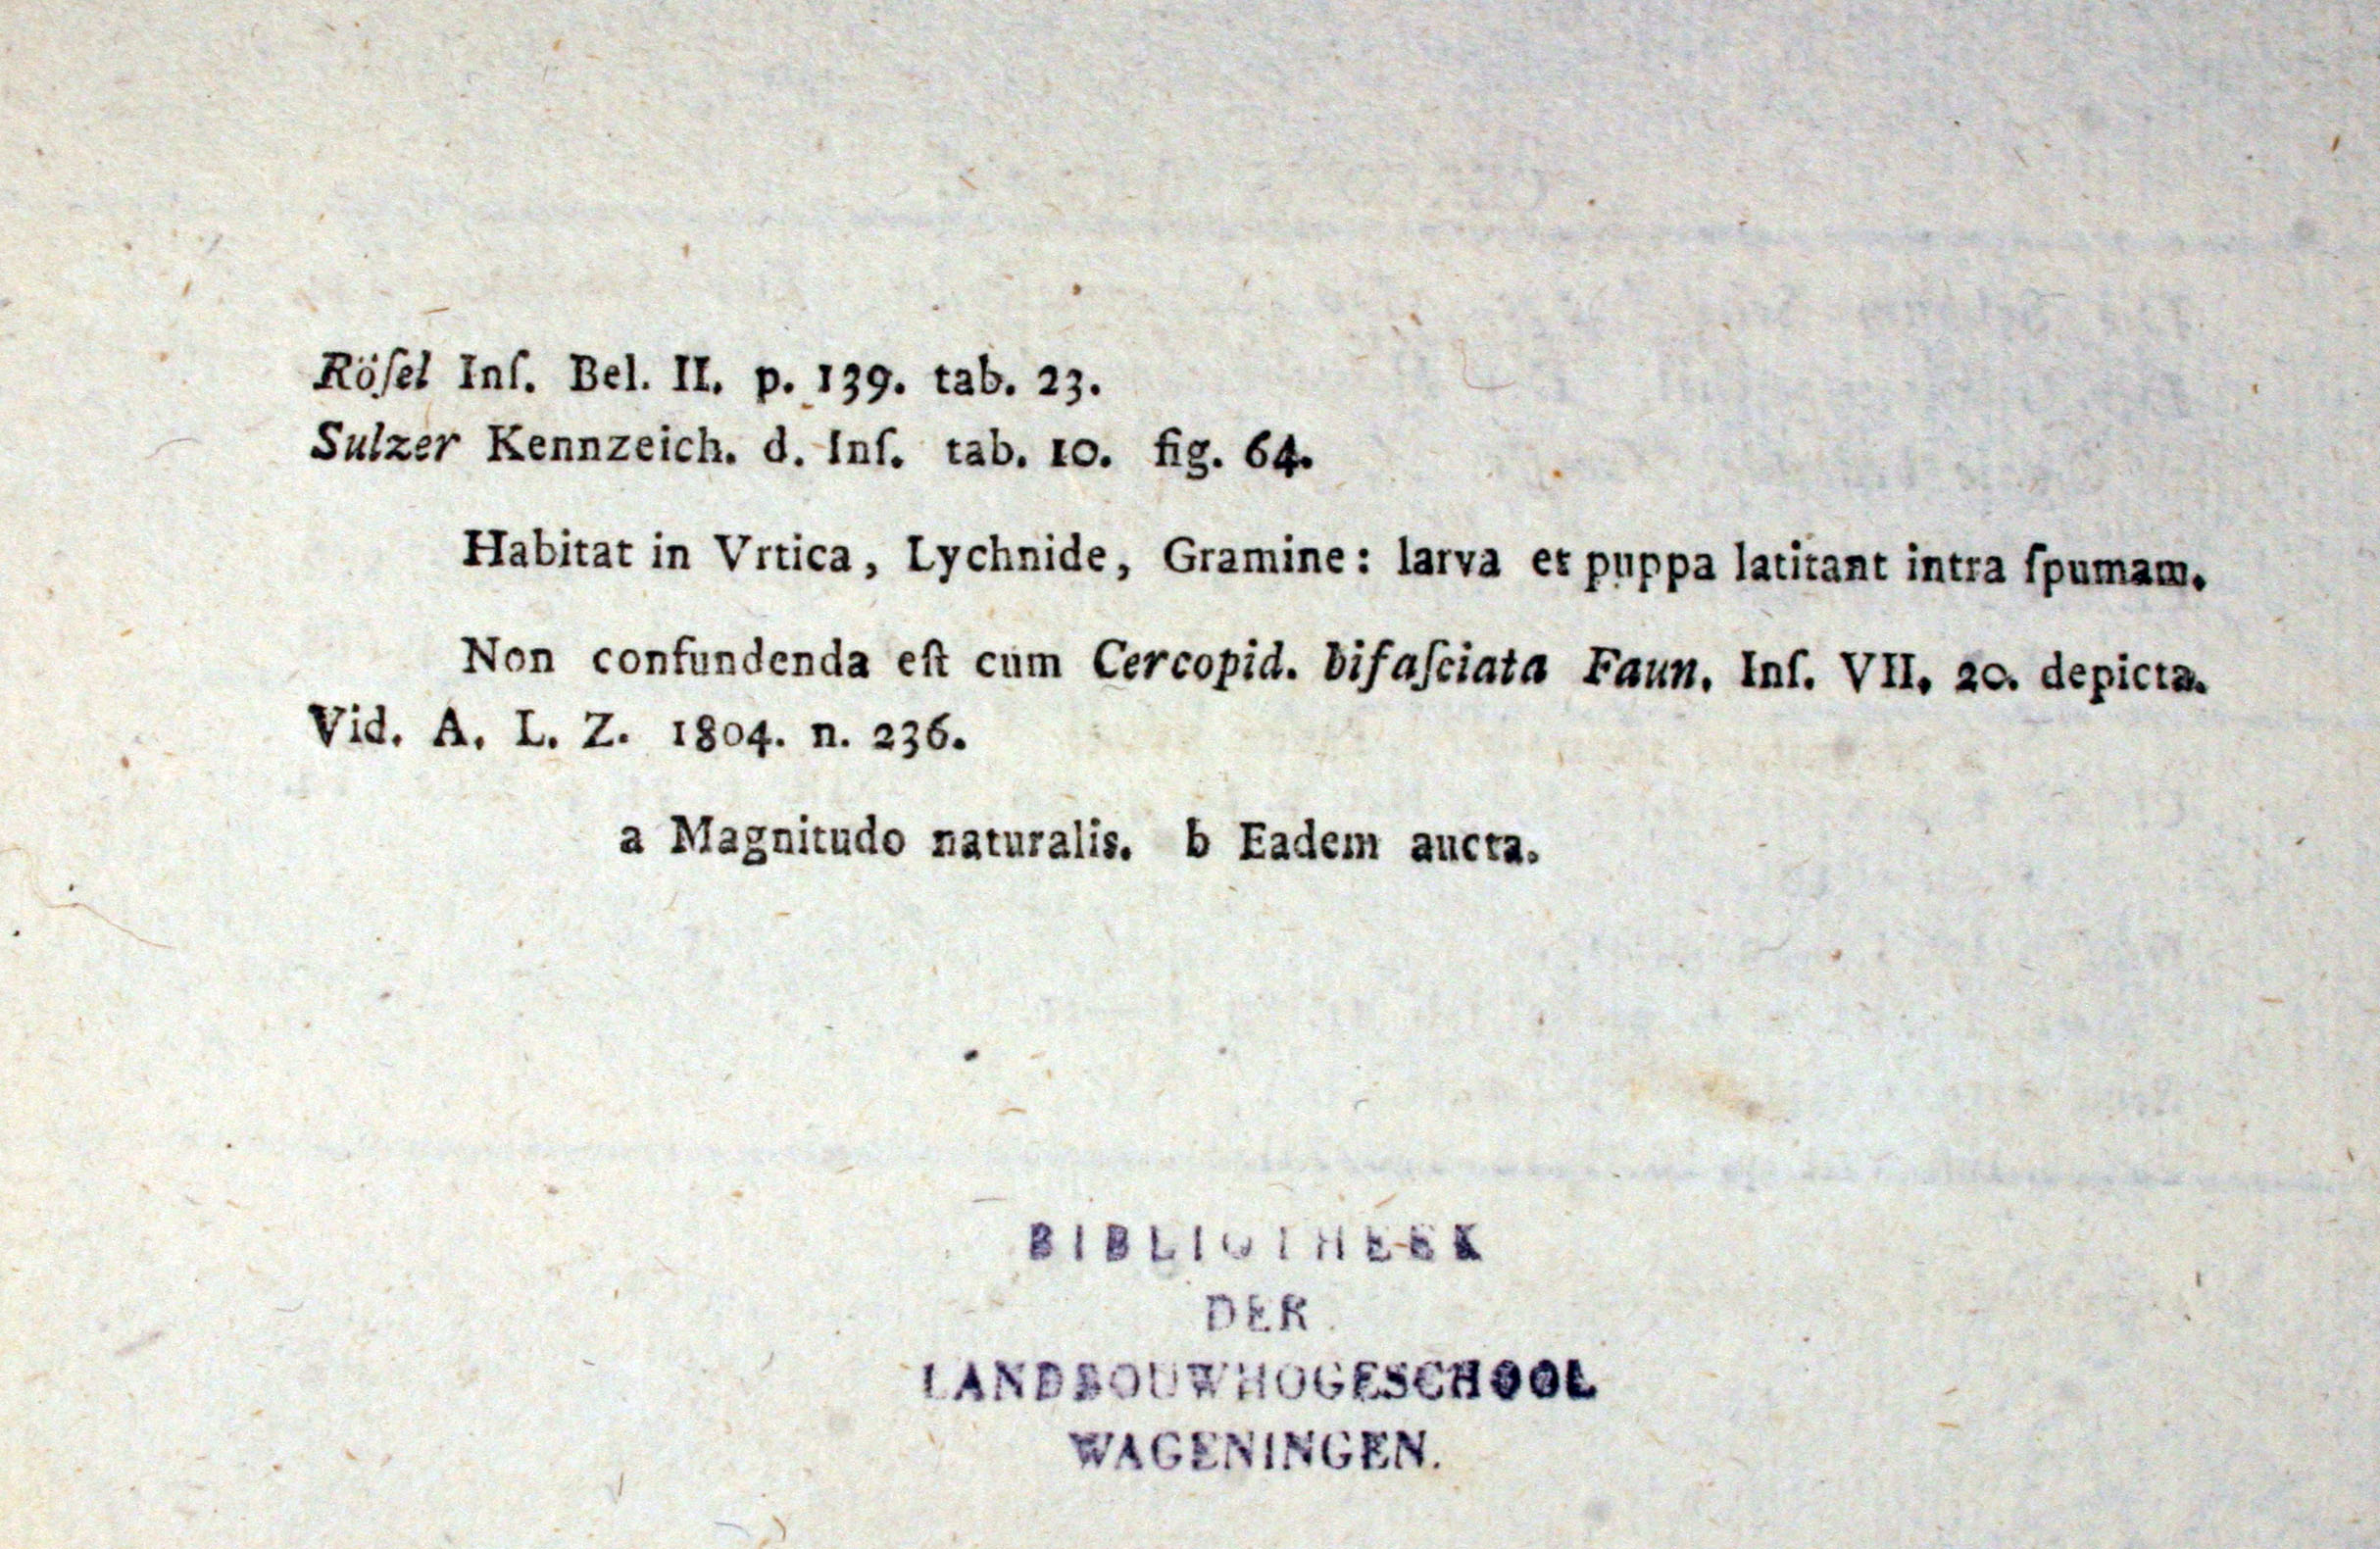 Röſel Inſ. Bel. II. p. 139. tab. 23.
Sulzer Kennzeich. d. Inſ. tab. 10. fig. 64.
Habitat in Vrtica, Lychnide, Gramine: larva et puppa latitant intra ſpumam.
Non confundenda eſt cum Cercopid. bifaſciata Faun. Inſ. VII. 20. depicta.
Vid. A. L. Z. 1804. n. 236.
a Magnitudo naturalis. b Eadem aucta.
BIBLIOTHEEK
DER
LANDBOUWHOGESCHOOL
WAGENINGEN.